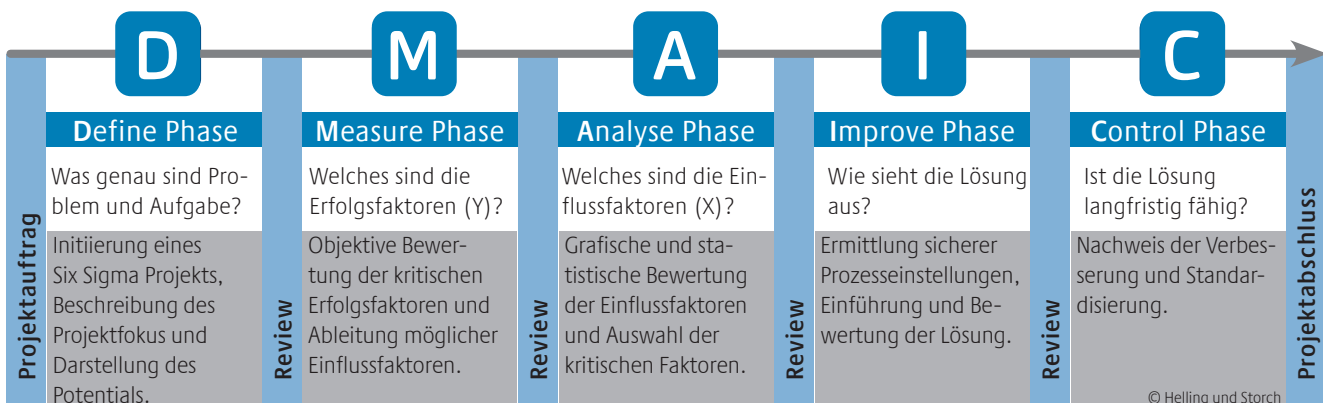 D
M
A
I
C
Projektauftrag
Define Phase
Was genau sind Pro-
blem und Aufgabe?
Initiierung eines
Six Sigma Projekts,
Beschreibung des
Projektfokus und
Darstellung des
Potentials.
Review
Measure Phase
Welches sind die
Erfolgsfaktoren (Y)?
Objektive Bewer-
tung der kritischen
Erfolgsfaktoren und
Ableitung möglicher
Einflussfaktoren.
Review
Analyse Phase
Welches sind die Ein-
flussfaktoren (X)?
Grafische und sta-
tistische Bewertung
der Einflussfaktoren
und Auswahl der
kritischen Faktoren.
Review
Improve Phase
Wie sieht die Lösung
aus?
Ermittlung sicherer
Prozesseinstellungen,
Einführung und Be-
wertung der Lösung.
Review
Control Phase
Ist die Lösung
langfristig fähig?
Nachweis der Verbes-
serung und Standar-
disierung.
Projektabschluss
© Helling und Storch